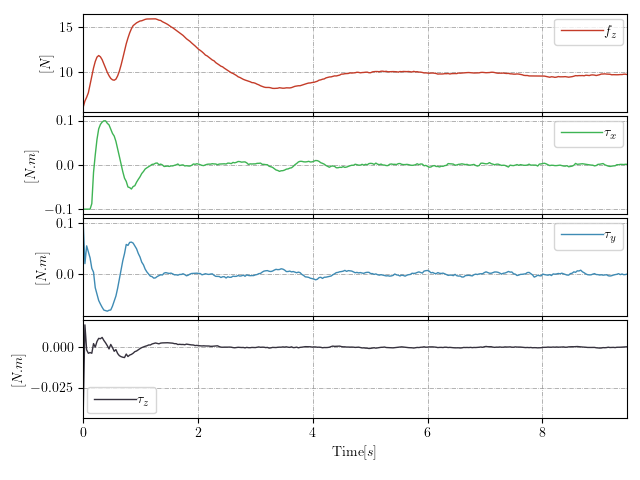 15
10
[N]
f_z
0.1
0.0
−0.1
[N.m]
τ_x
0.1
0.0
[N.m]
τ_y
0.000
−0.025
[N.m]
τ_z
0 2 4 6 8
Time[s]